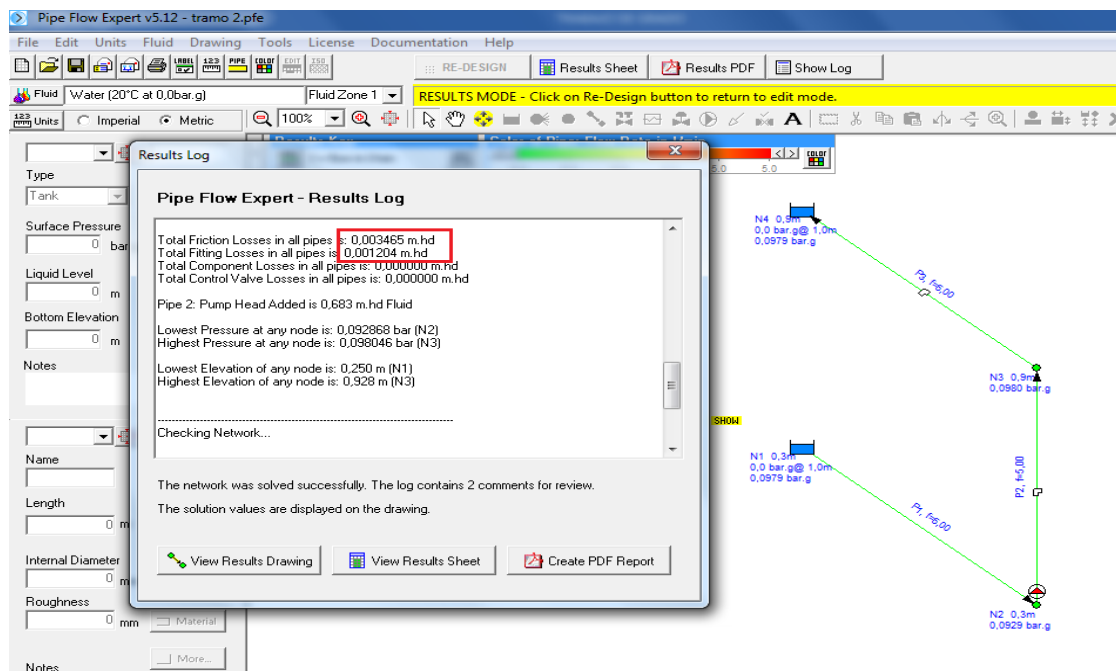 Pipe Flow Expert v5.12 - tramo 2.pfe
File Edit Units Fluid Drawing Tools License Documentation Help
LABEL 123 PIPE COLOR EDIT ISO RE-DESIGN Results Sheet Results PDF Show Log
Fluid Water (20°C at 0,0bar.g) Fluid Zone 1 RESULTS MODE - Click on Re-Design button to return to edit mode.
123 Units Imperial Metric 100% A
5.0 5.0 COLOR
Type
Tank
Surface Pressure
0 bar
Liquid Level
0 m
Bottom Elevation
0 m
Notes
Name
Length
0 m
Internal Diameter
0 m
Roughness
0 mm Material
More...
Notes
Results Log
Pipe Flow Expert - Results Log
Total Friction Losses in all pipes is: 0,003465 m.hd
Total Fitting Losses in all pipes is: 0,001204 m.hd
Total Component Losses in all pipes is: 0,000000 m.hd
Total Control Valve Losses in all pipes is: 0,000000 m.hd
Pipe 2: Pump Head Added is 0,683 m.hd Fluid
Lowest Pressure at any node is: 0,092868 bar (N2)
Highest Pressure at any node is: 0,098046 bar (N3)
Lowest Elevation of any node is: 0,250 m (N1)
Highest Elevation of any node is: 0,928 m (N3)
Checking Network...
The network was solved successfully. The log contains 2 comments for review.
The solution values are displayed on the drawing.
View Results Drawing View Results Sheet Create PDF Report
SHOW
N4 0,9m
0,0 bar.g@ 1,0m
0,0979 bar.g
P3, f=6,00
N3 0,9m
0,0980 bar.g
N1 0,3m
0,0 bar.g@ 1,0m
0,0979 bar.g
P2, f=5,00
P1, f=6,00
N2 0,3m
0,0929 bar.g